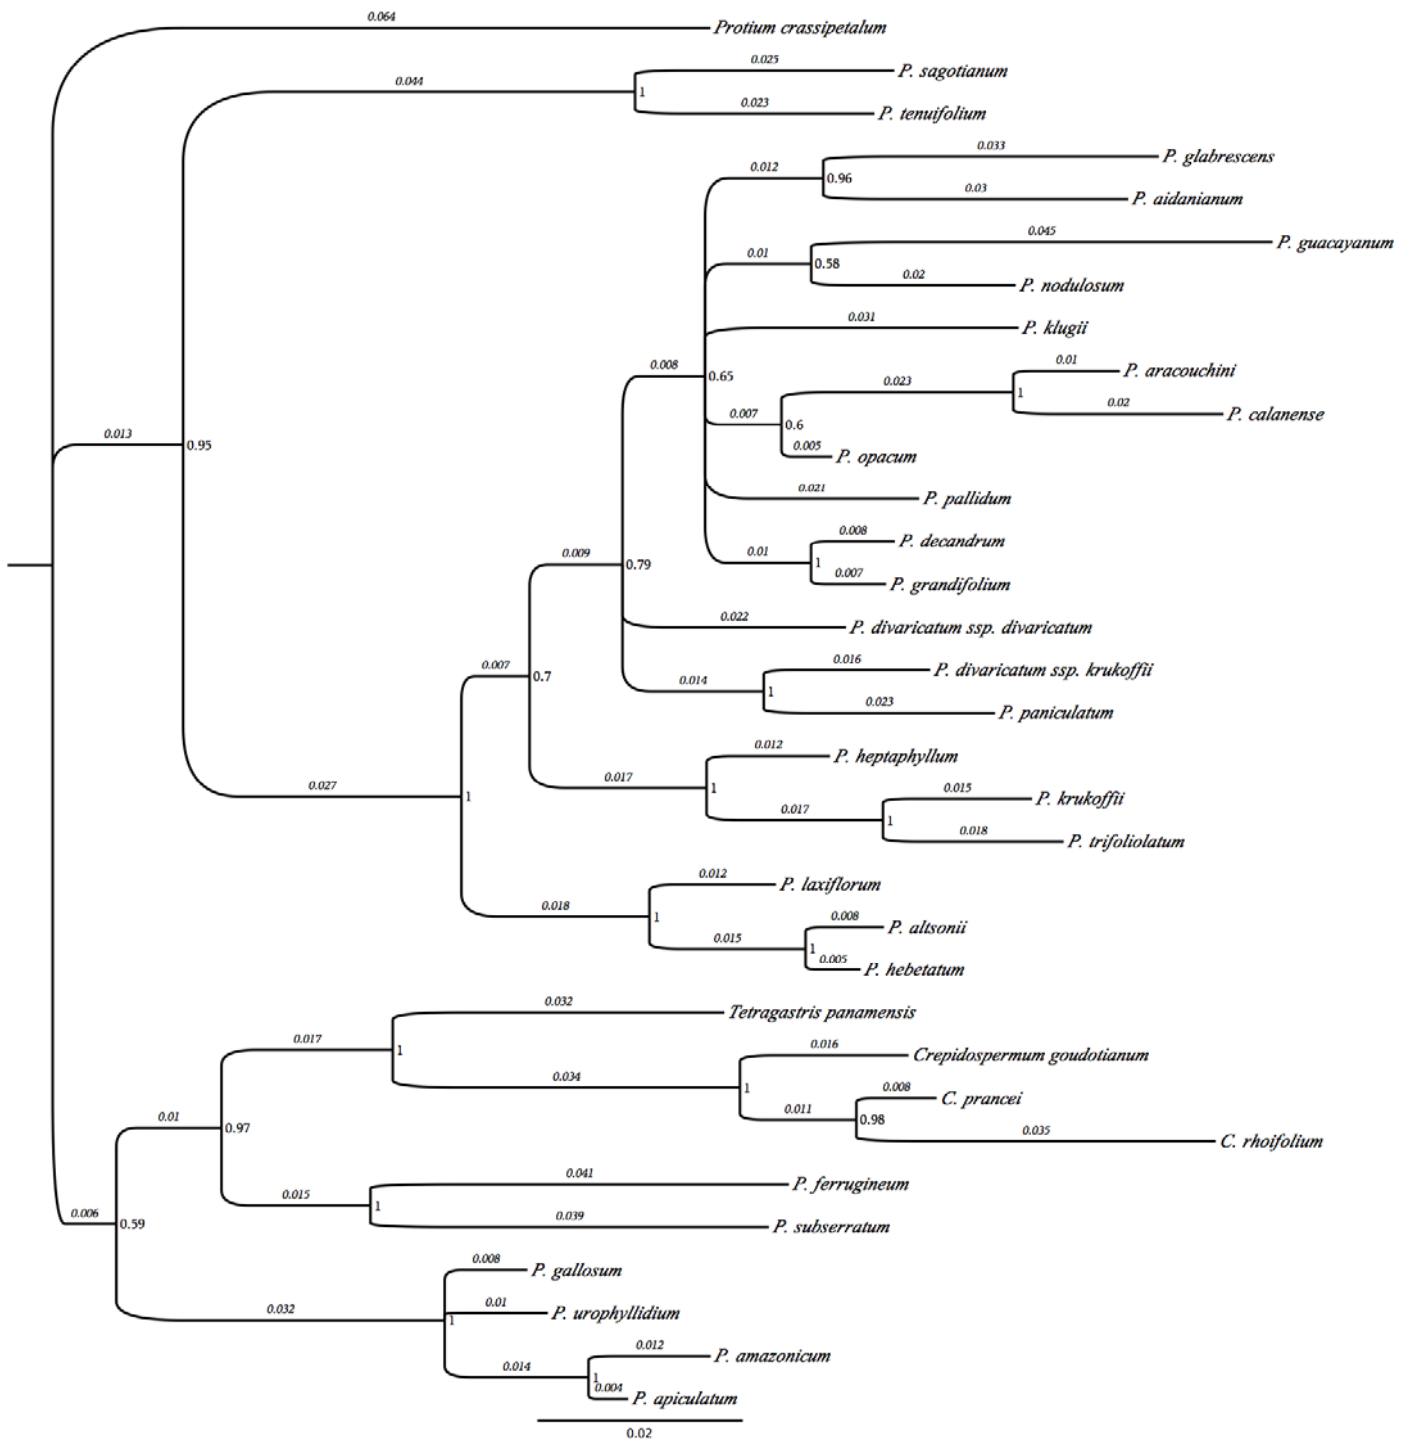 0.064
Protium crassipetalum
0.025
P. sagotianum
0.044
1
0.023
P. tenuifolium
0.033
P. glabrescens
0.012
0.96
0.03
P. aidanianum
0.045
P. guacayanum
0.01
0.58
0.02
P. nodulosum
0.031
P. klugii
0.008
0.65
0.01
P. aracouchini
0.023
1
0.02
P. calanense
0.007
0.6
0.005
P. opacum
0.013
0.95
0.021
P. pallidum
0.008
P. decandrum
0.01
1
0.007
P. grandifolium
0.009
0.79
0.022
P. divaricatum ssp. divaricatum
0.016
P. divaricatum ssp. krukoffii
0.007
0.7
0.014
1
0.023
P. paniculatum
0.012
P. heptaphyllum
0.017
1
0.027
1
0.015
P. krukoffii
0.017
1
0.018
P. trifoliolatum
0.012
P. laxiflorum
0.018
1
0.008
P. altsonii
0.015
1
0.005
P. hebetatum
0.032
Tetragastris panamensis
0.017
1
0.016
Crepidospermum goudotianum
0.034
1
0.008
C. prancei
0.011
0.98
0.01
0.97
0.035
C. rhoifolium
0.041
P. ferrugineum
0.015
1
0.006
0.59
0.039
P. subserratum
0.008
P. gallosum
0.032
0.01
P. urophyllidium
1
0.012
P. amazonicum
0.014
1
0.004
P. apiculatum
0.02